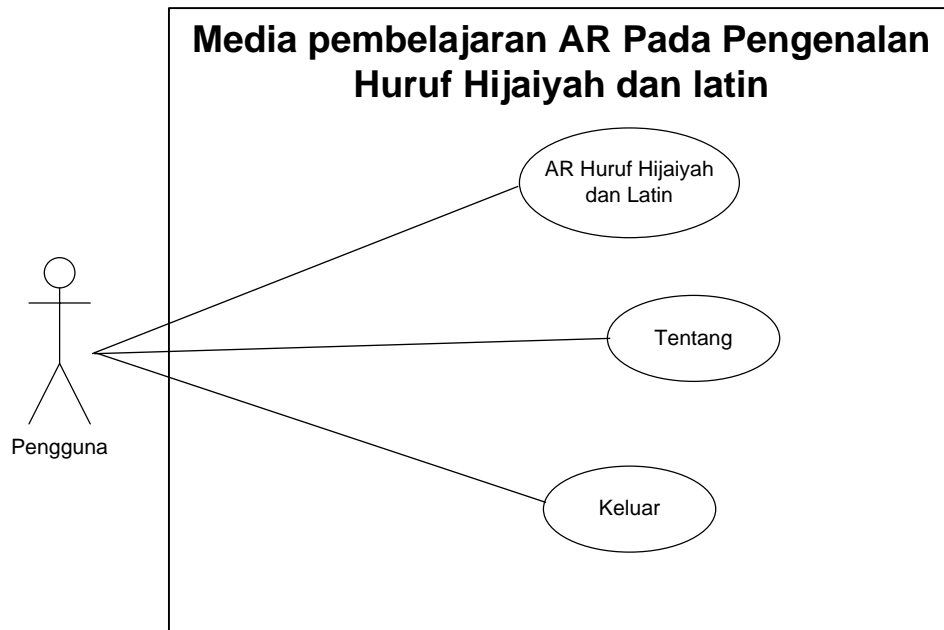 Media pembelajaran AR Pada Pengenalan
Huruf Hijaiyah dan latin
AR Huruf Hijaiyah
dan Latin
Tentang
Pengguna
Keluar